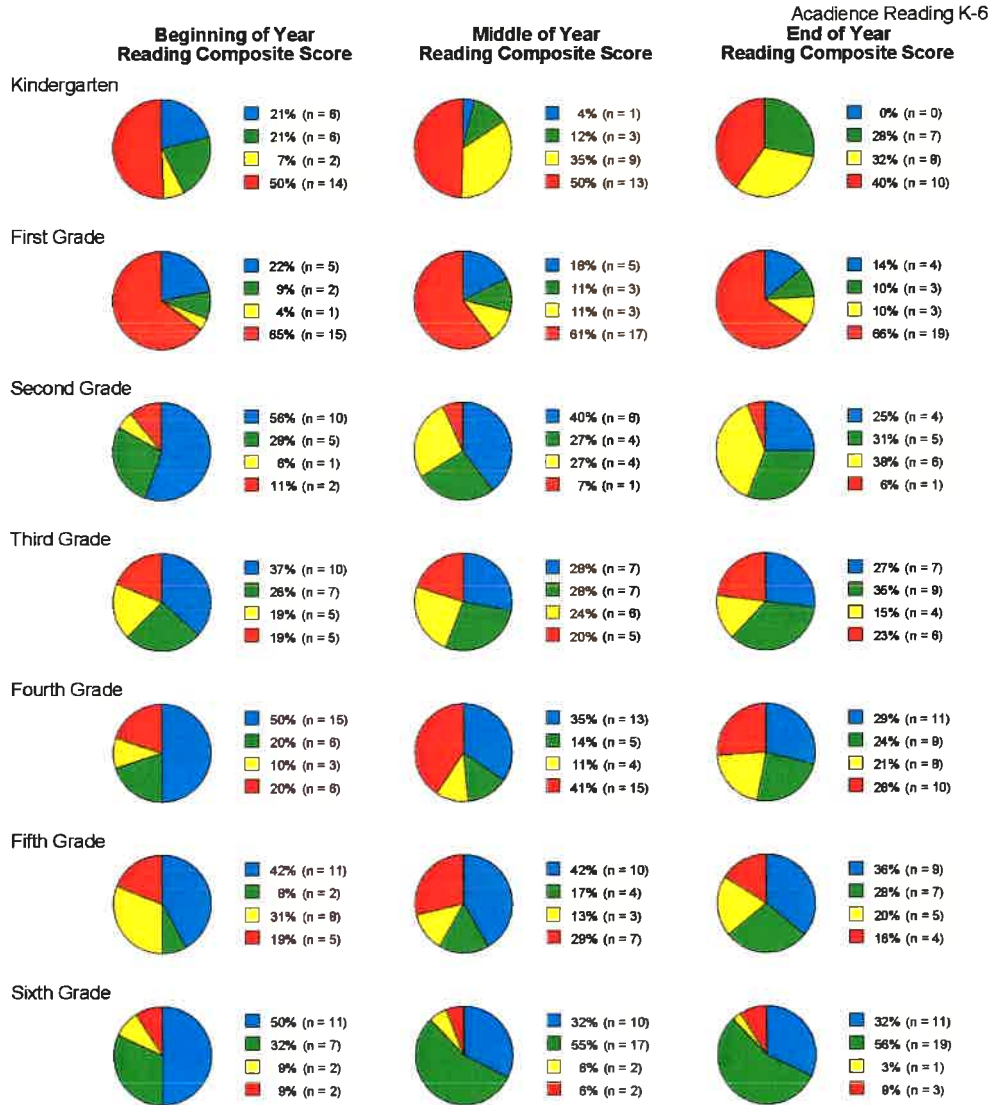 Acadience Reading K-6
Beginning of Year
Reading Composite Score
Middle of Year
Reading Composite Score
End of Year
Reading Composite Score
Kindergarten
21% (n = 6)
21% (n = 6)
7% (n = 2)
50% (n = 14)
4% (n = 1)
12% (n = 3)
35% (n = 9)
50% (n = 13)
0% (n = 0)
28% (n = 7)
32% (n = 8)
40% (n = 10)
First Grade
22% (n = 5)
9% (n = 2)
4% (n = 1)
65% (n = 15)
18% (n = 5)
11% (n = 3)
11% (n = 3)
61% (n = 17)
14% (n = 4)
10% (n = 3)
10% (n = 3)
66% (n = 19)
Second Grade
56% (n = 10)
28% (n = 5)
6% (n = 1)
11% (n = 2)
40% (n = 6)
27% (n = 4)
27% (n = 4)
7% (n = 1)
25% (n = 4)
31% (n = 5)
38% (n = 6)
6% (n = 1)
Third Grade
37% (n = 10)
26% (n = 7)
19% (n = 5)
19% (n = 5)
28% (n = 7)
28% (n = 7)
24% (n = 6)
20% (n = 5)
27% (n = 7)
35% (n = 9)
15% (n = 4)
23% (n = 6)
Fourth Grade
50% (n = 15)
20% (n = 6)
10% (n = 3)
20% (n = 6)
35% (n = 13)
14% (n = 5)
11% (n = 4)
41% (n = 15)
29% (n = 11)
24% (n = 9)
21% (n = 8)
26% (n = 10)
Fifth Grade
42% (n = 11)
8% (n = 2)
31% (n = 8)
19% (n = 5)
42% (n = 10)
17% (n = 4)
13% (n = 3)
29% (n = 7)
36% (n = 9)
28% (n = 7)
20% (n = 5)
16% (n = 4)
Sixth Grade
50% (n = 11)
32% (n = 7)
9% (n = 2)
9% (n = 2)
32% (n = 10)
55% (n = 17)
6% (n = 2)
6% (n = 2)
32% (n = 11)
56% (n = 19)
3% (n = 1)
9% (n = 3)